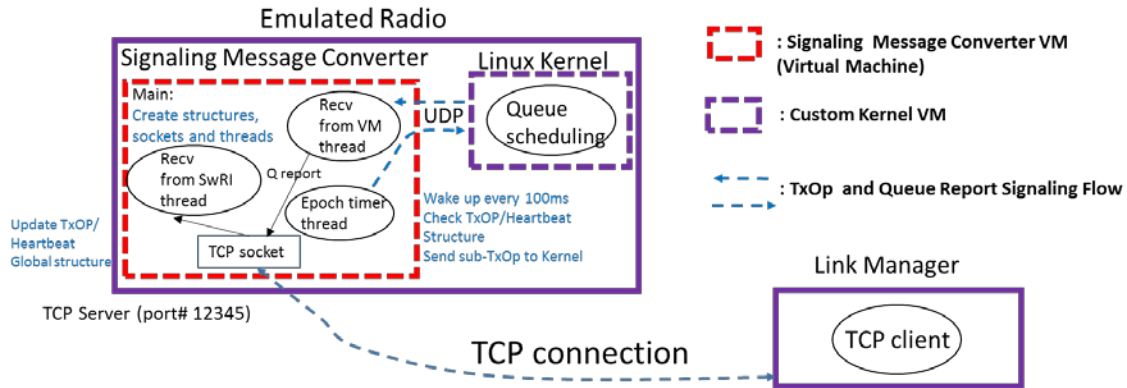 Emulated Radio
Signaling Message Converter
Linux Kernel
Main:
Create structures,
sockets and threads
Recv
from VM
thread
UDP
Queue
scheduling
Recv
from SwRI
thread
Q report
Epoch timer
thread
TCP socket
Update TxOP/
Heartbeat
Global structure
Wake up every 100ms
Check TxOP/Heartbeat
Structure
Send sub-TxOp to Kernel
TCP Server (port# 12345)
TCP connection
Link Manager
TCP client
: Signaling Message Converter VM
(Virtual Machine)
: Custom Kernel VM
: TxOp and Queue Report Signaling Flow